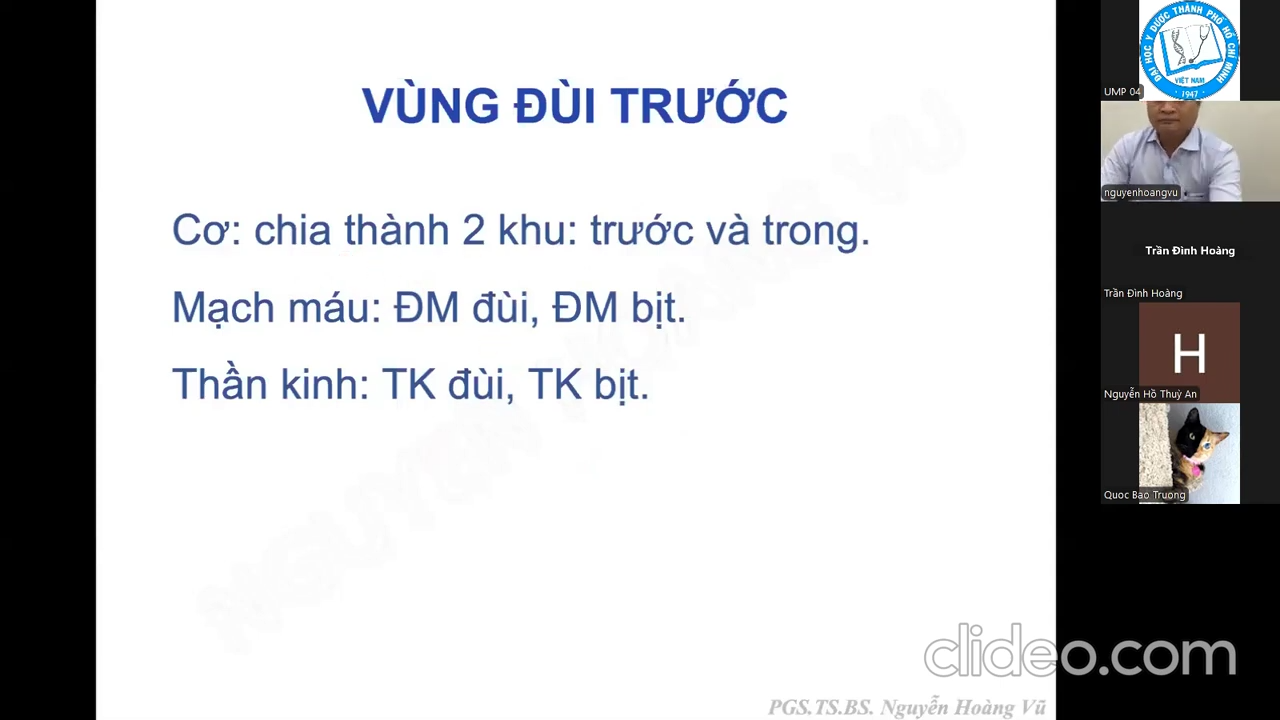 VÙNG ĐÙI TRƯỚC
Cơ: chia thành 2 khu: trước và trong.
Mạch máu: ĐM đùi, ĐM bịt.
Thần kinh: TK đùi, TK bịt.
NGUYEN HOANG VU
PGS.TS.BS. Nguyễn Hoàng Vũ
clideo.com
ĐẠI HỌC Y DƯỢC THÀNH PHỐ HỒ CHÍ MINH
VIỆT NAM
1947
UMP 04
nguyenhoangvu
Trần Đình Hoàng
Trần Đình Hoàng
H
Nguyễn Hồ Thuỳ An
Quoc Bao Truong